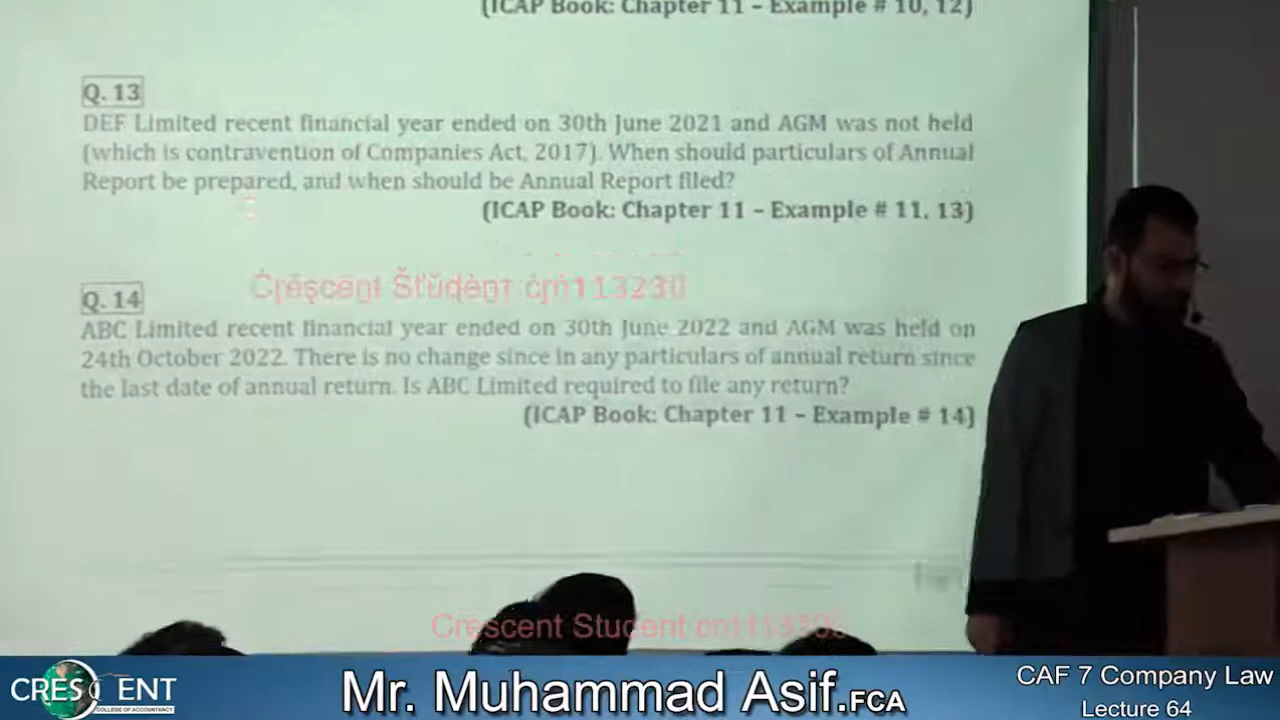 (ICAP Book: Chapter 11 – Example # 10, 12)
Q. 13
DEF Limited recent financial year ended on 30th June 2021 and AGM was not held
(which is contravention of Companies Act, 2017). When should particulars of Annual
Report be prepared, and when should be Annual Report filed?
(ICAP Book: Chapter 11 – Example # 11, 13)
Q. 14
ABC Limited recent financial year ended on 30th June 2022 and AGM was held on
24th October 2022. There is no change since in any particulars of annual return since
the last date of annual return. Is ABC Limited required to file any return?
(ICAP Book: Chapter 11 – Example # 14)
Crescent Student
CRESCENT
COLLEGE OF ACCOUNTANCY
Mr. Muhammad Asif.FCA
CAF 7 Company Law
Lecture 64